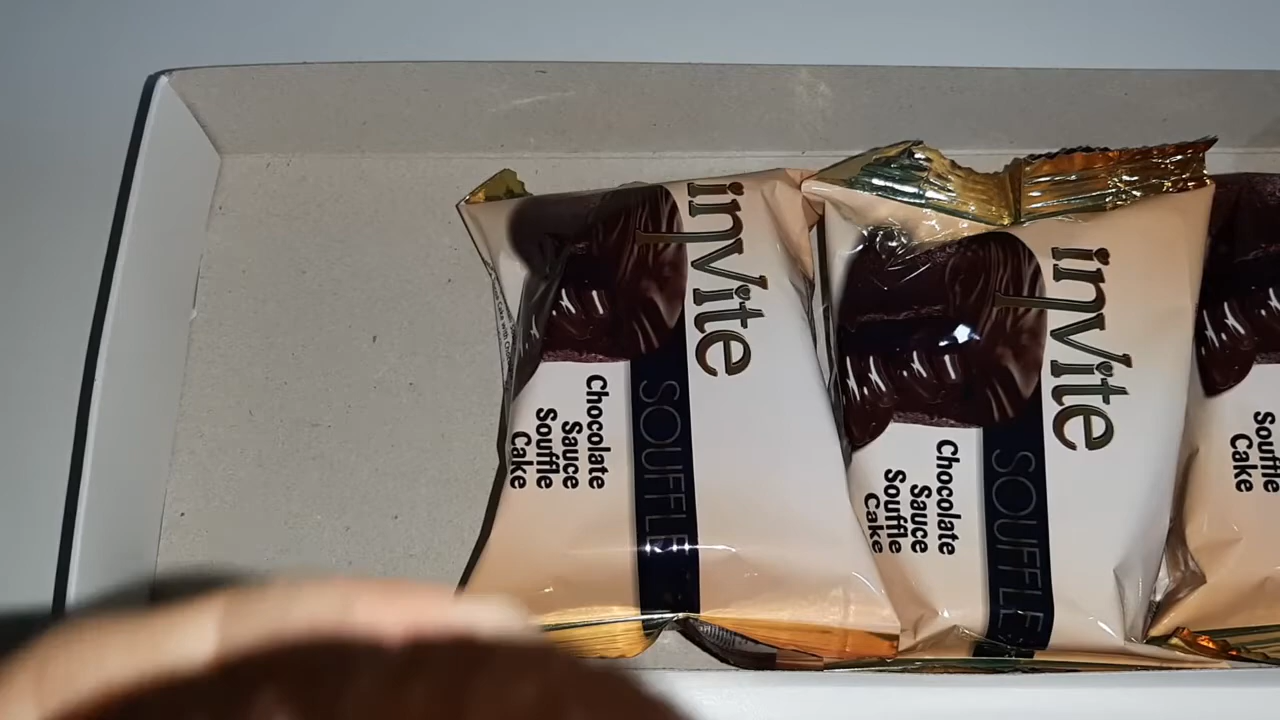 invite
SOUFFLE
Chocolate
Sauce
Souffle
Cake
invite
SOUFFLE
Chocolate
Sauce
Souffle
Cake
Souffle
Cake